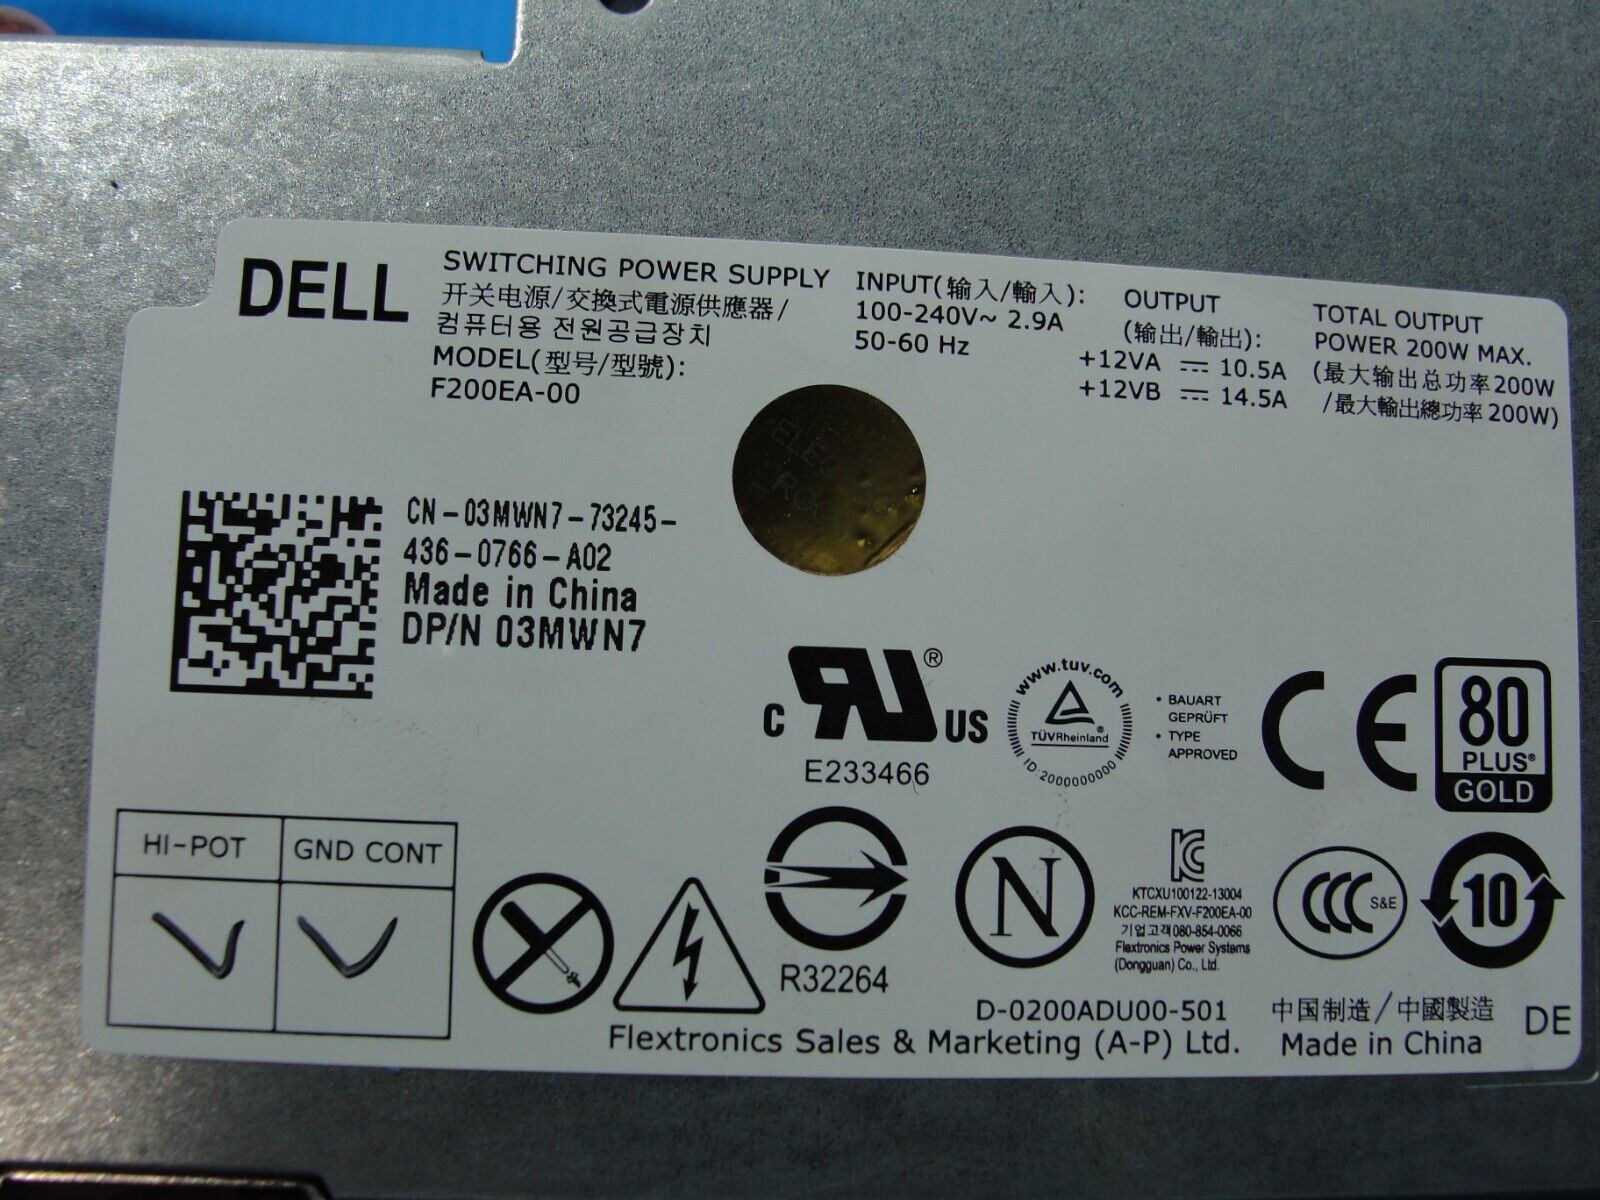 DELL
SWITCHING POWER SUPPLY
开关电源/交換式電源供應器/
컴퓨터용 전원공급장치
MODEL(型号/型號):
F200EA-00
INPUT(输入/輸入):
100-240V~ 2.9A
50-60 Hz
OUTPUT
(输出/輸出):
+12VA ⎓ 10.5A
+12VB ⎓ 14.5A
TOTAL OUTPUT
POWER 200W MAX.
(最大输出总功率200W
/最大輸出總功率200W)
CN-03MWN7-73245-
436-0766-A02
Made in China
DP/N 03MWN7
C RU® US
E233466
www.tuv.com
TÜVRheinland®
ID:2000000000
• BAUART
GEPRÜFT
• TYPE
APPROVED
CE
80
PLUS®
GOLD
HI-POT
GND CONT
R32264
N
KC
KTCXU100122-13004
KCC-REM-FXV-F200EA-00
기업고객 080-854-0066
Flextronics Power Systems
(Dongguan) Co., Ltd.
CCC S&E
10
D-0200ADU00-501
中国制造/中國製造
DE
Flextronics Sales & Marketing (A-P) Ltd.
Made in China